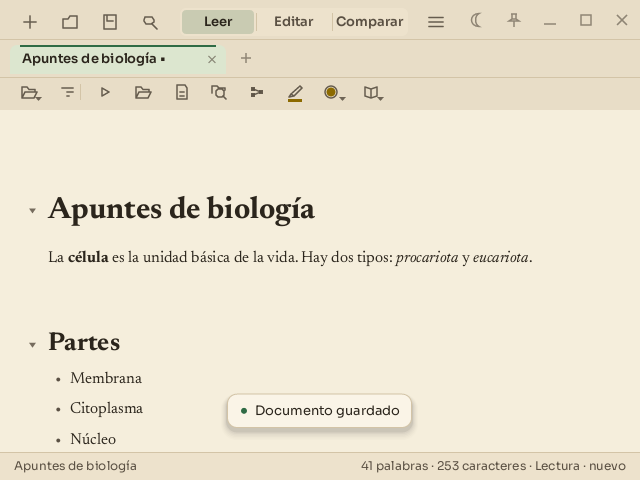 Leer Editar Comparar
Apuntes de biología •
Apuntes de biología
La célula es la unidad básica de la vida. Hay dos tipos: procariota y eucariota.
Partes
• Membrana
• Citoplasma
• Núcleo
Documento guardado
Apuntes de biología 41 palabras · 253 caracteres · Lectura · nuevo